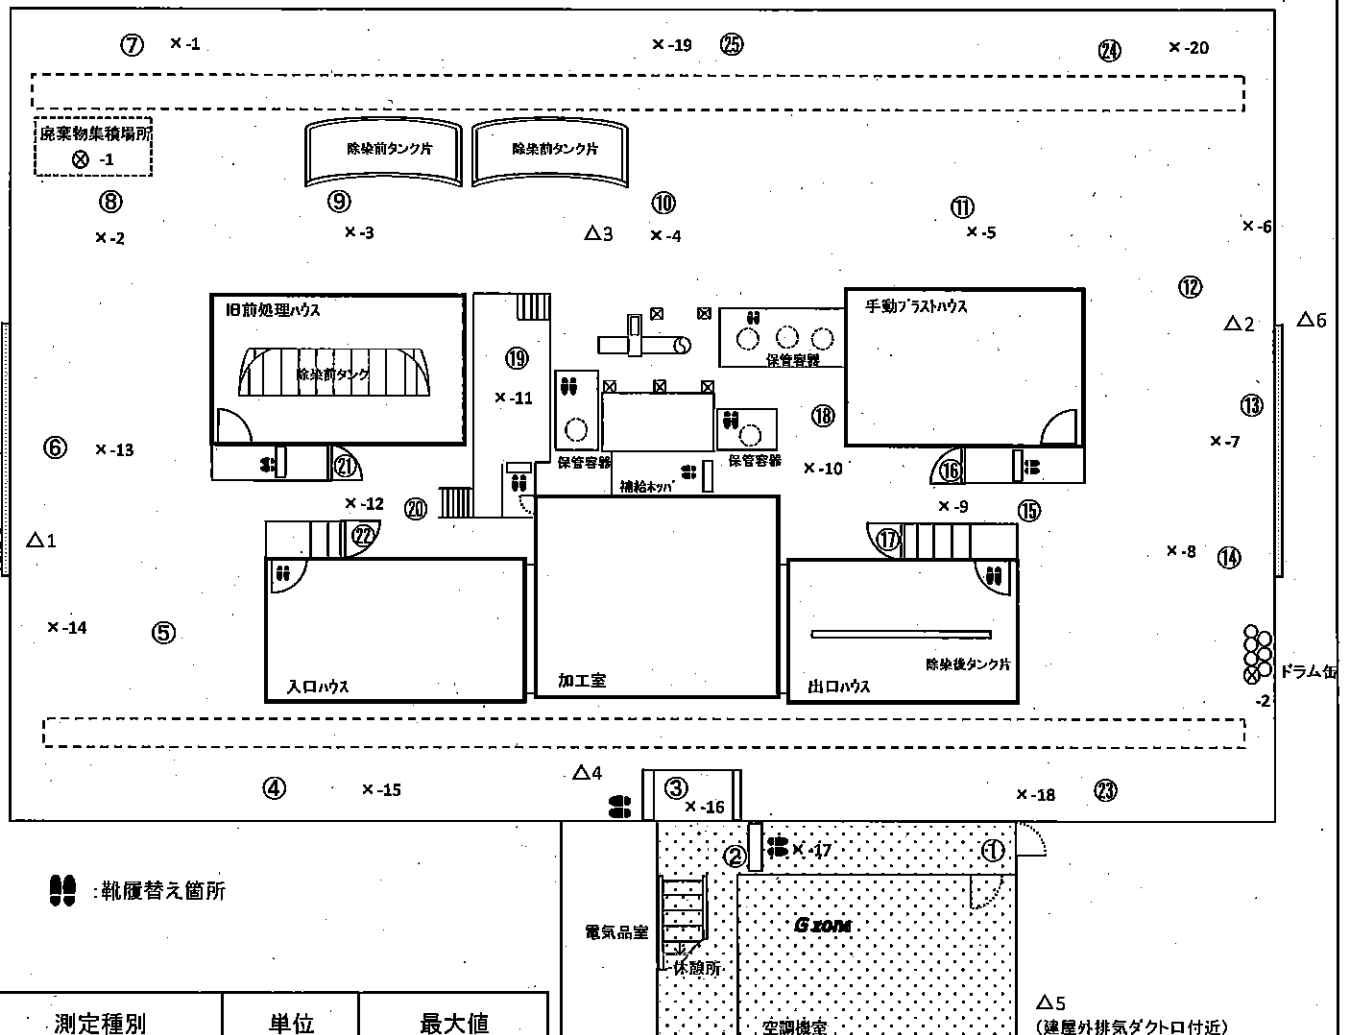 ⑦ × -1 × -19 ㉕ ㉔ × -20
廃棄物集積場所
⊗ -1
除染前タンク片 除染前タンク片
⑧ ⑨ ⑩ ⑪
× -2 × -3 △3 × -4 × -5 × -6
⑫
旧前処理ハウス 手動ブラストハウス
△2 △6
除染前タンク ⑲ 保管容器
× -11 ⑱ ⑬
⑥ × -13 × -7
㉑ 保管容器 保管容器 × -10 ⑯
補給ホッパ
× -12 ⑳ × -9 ⑮
△1 ㉒ ⑰ × -8 ⑭
× -14 ⑤
除染後タンク片
入口ハウス 加工室 出口ハウス ドラム缶
-2
④ × -15 △4 ③ × -16 × -18 ㉓
② × -17 ①
:靴履替え箇所
電気品室 G zone
休憩所
測定種別 単位 最大値 空調機室 △5
(建屋外排気ダクト口付近)